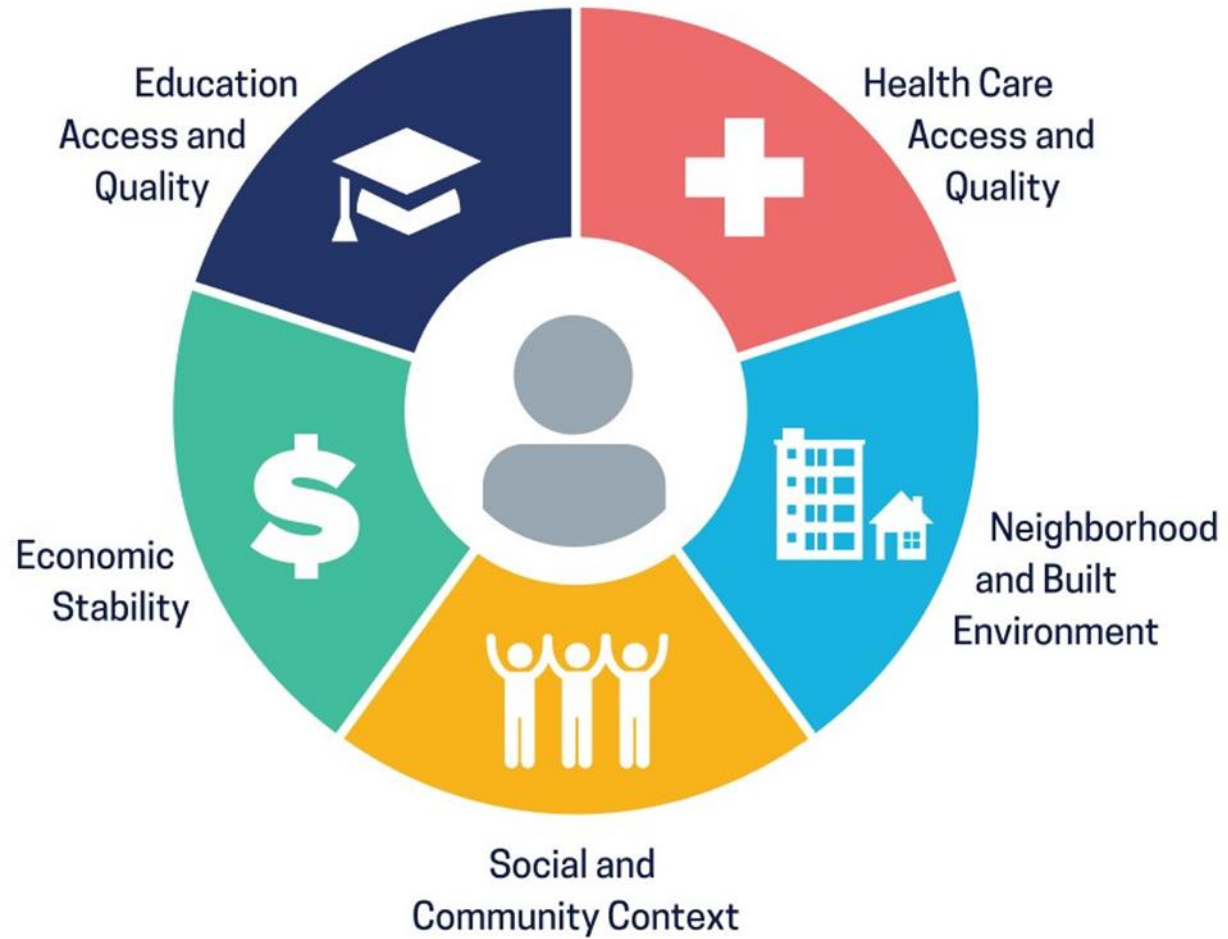 Education
Access and
Quality
Health Care
Access and
Quality
Economic
Stability
Neighborhood
and Built
Environment
Social and
Community Context